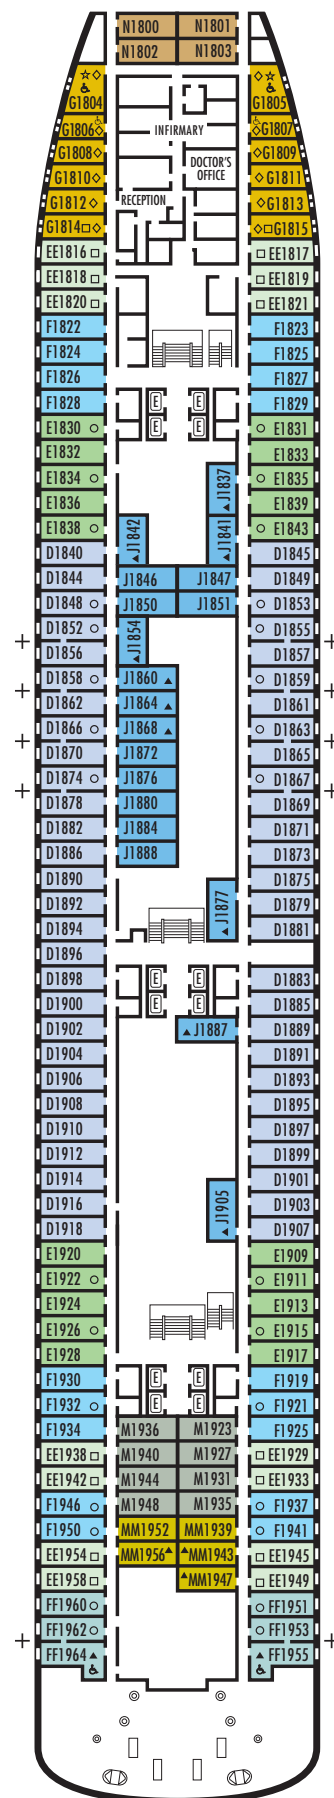 N1800 N1801
N1802 N1803
G1804 G1805
G1806 INFIRMARY G1807
G1808 DOCTOR'S G1809
G1810 OFFICE G1811
G1812 RECEPTION G1813
G1814 G1815
EE1816 EE1817
EE1818 EE1819
EE1820 EE1821
F1822 F1823
F1824 F1825
F1826 F1827
F1828 E E F1829
E1830 E E E1831
E1832 E1833
E1834 J1837 E1835
E1836 E1839
E1838 J1842 J1841 E1843
D1840 D1845
D1844 J1846 J1847 D1849
D1848 J1850 J1851 D1853
D1852 J1854 D1855
D1856 D1857
D1858 J1860 D1859
D1862 J1864 D1861
D1866 J1868 D1863
D1870 J1872 D1865
D1874 J1876 D1867
D1878 J1880 D1869
D1882 J1884 D1871
D1886 J1888 D1873
D1890 D1875
D1892 J1877 D1879
D1894 D1881
D1896
D1898 E E D1883
D1900 E E D1885
D1902 J1887 D1889
D1904 D1891
D1906 D1893
D1908 D1895
D1910 D1897
D1912 D1899
D1914 D1901
D1916 J1905 D1903
D1918 D1907
E1920 E1909
E1922 E1911
E1924 E1913
E1926 E1915
E1928 E1917
F1930 E E F1919
F1932 E E F1921
F1934 M1936 M1923 F1925
EE1938 M1940 M1927 EE1929
EE1942 M1944 M1931 EE1933
F1946 M1948 M1935 F1937
F1950 MM1952 MM1939 F1941
EE1954 MM1956 MM1943 EE1945
EE1958 MM1947 EE1949
FF1960 FF1951
FF1962 FF1953
FF1964 FF1955